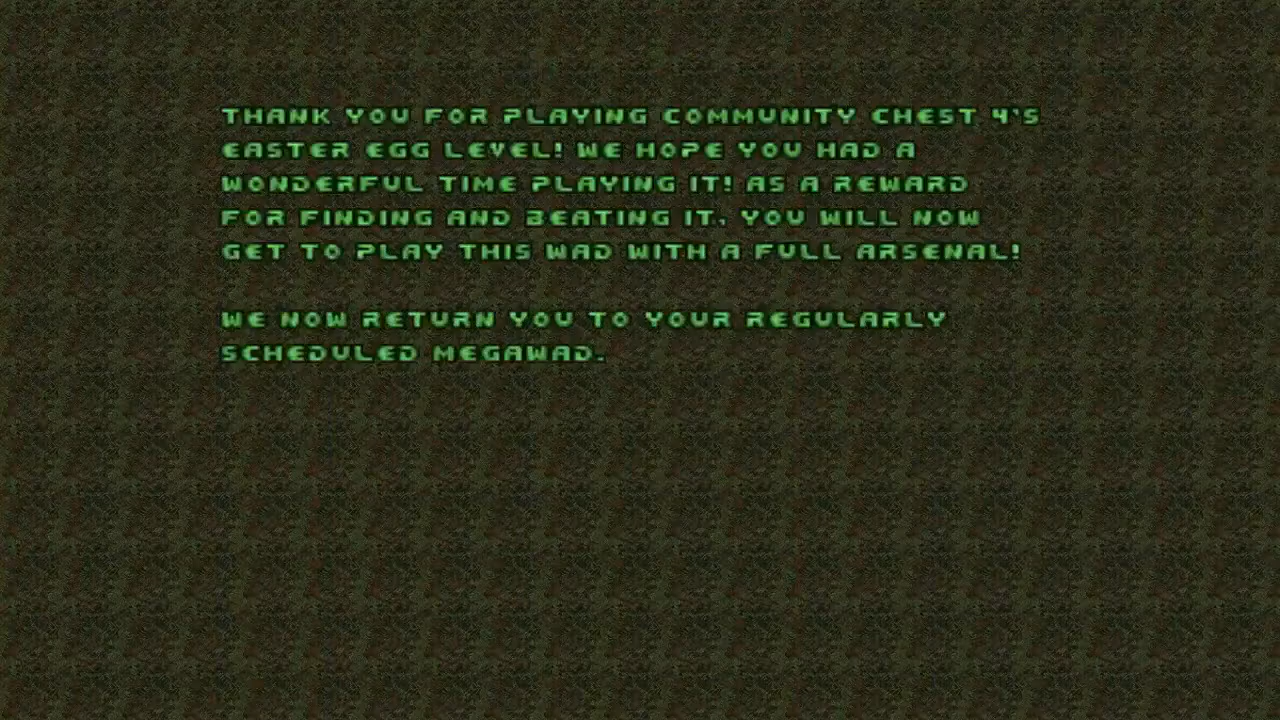 THANK YOU FOR PLAYING COMMUNITY CHEST 4'S
EASTER EGG LEVEL! WE HOPE YOU HAD A
WONDERFUL TIME PLAYING IT! AS A REWARD
FOR FINDING AND BEATING IT, YOU WILL NOW
GET TO PLAY THIS WAD WITH A FULL ARSENAL!
WE NOW RETURN YOU TO YOUR REGULARLY
SCHEDULED MEGAWAD.